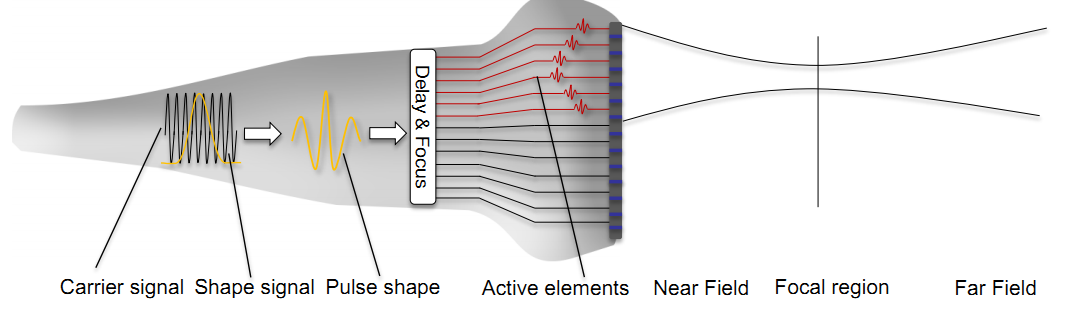 Delay & Focus
Carrier signal
Shape signal
Pulse shape
Active elements
Near Field
Focal region
Far Field